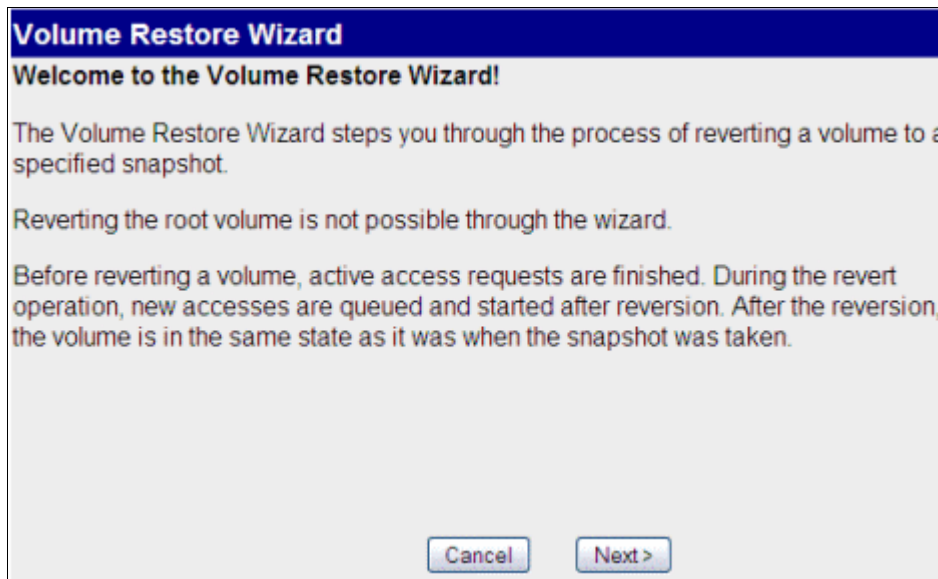 Volume Restore Wizard
Welcome to the Volume Restore Wizard!
The Volume Restore Wizard steps you through the process of reverting a volume to a
specified snapshot.
Reverting the root volume is not possible through the wizard.
Before reverting a volume, active access requests are finished. During the revert
operation, new accesses are queued and started after reversion. After the reversion,
the volume is in the same state as it was when the snapshot was taken.
Cancel
Next >